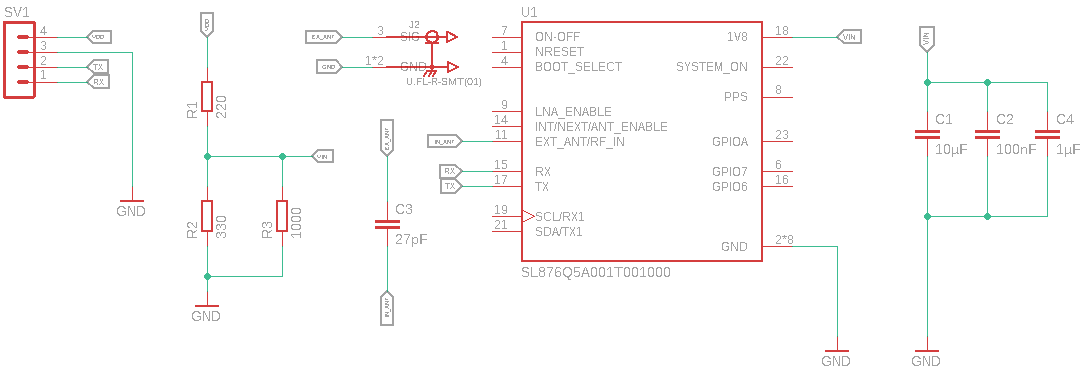 SV1
4
VDD
3
2
TX
1
RX
VDD
R1
220
VIN
R2
330
R3
1000
GND
GND
J2
EX_ANT
3
SIG
GND
1*2
GND
U.FL-R-SMT(01)
EX_ANT
C3
27pF
IN_ANT
U1
7
ON-OFF
1
NRESET
4
BOOT_SELECT
9
LNA_ENABLE
14
INT/NEXT/ANT_ENABLE
IN_ANT
11
EXT_ANT/RF_IN
RX
15
RX
TX
17
TX
19
SCL/RX1
21
SDA/TX1
1V8
18
VIN
SYSTEM_ON
22
PPS
8
GPIOA
23
GPIO7
6
GPIO6
16
GND
2*8
SL876Q5A001T001000
GND
VIN
C1
10µF
C2
100nF
C4
1µF
GND